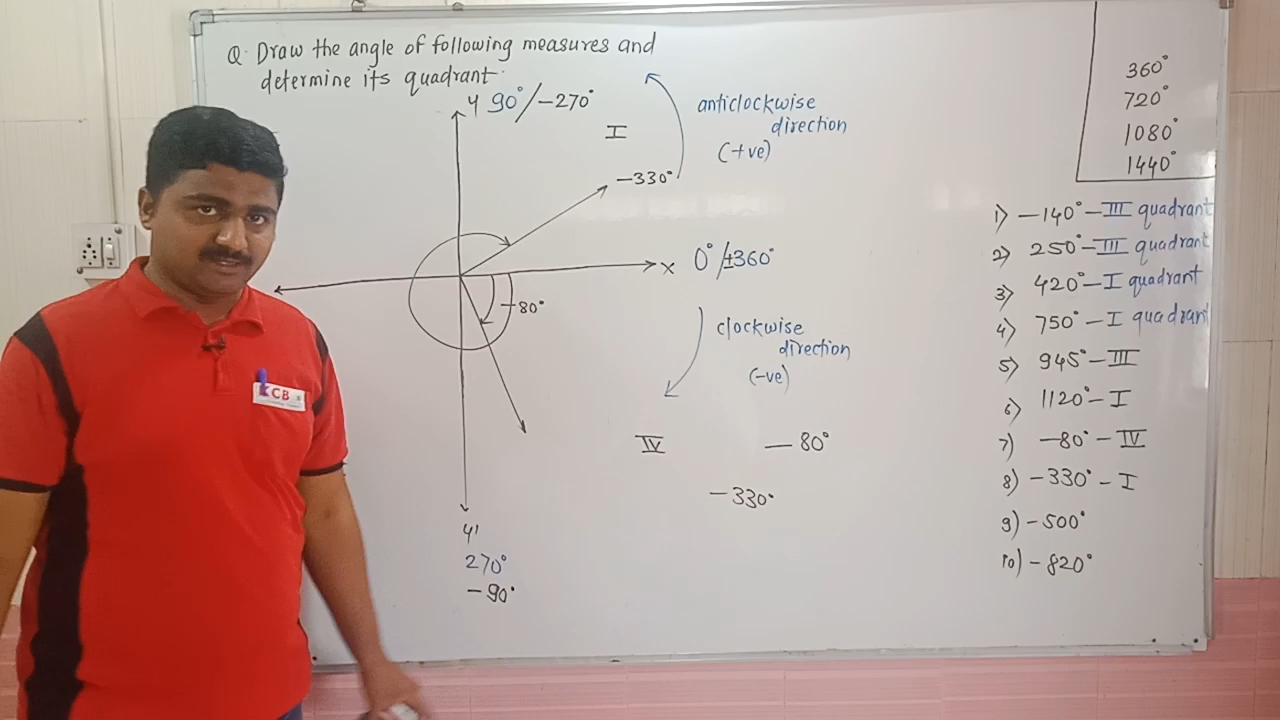 Q. Draw the angle of following measures and
determine its quadrant.
Y 90°/-270°
I
-330°
anticlockwise
direction
(+ve)
X 0°/±360°
-80°
clockwise
direction
(-ve)
IV
-80°
-330°
Y'
270°
-90°
360°
720°
1080°
1440°
1) -140° - III quadrant
2) 250° - III quadrant
3) 420° - I quadrant
4) 750° - I quadrant
5) 945° - III
6) 1120° - I
7) -80° - IV
8) -330° - I
9) -500°
10) -820°
KCB